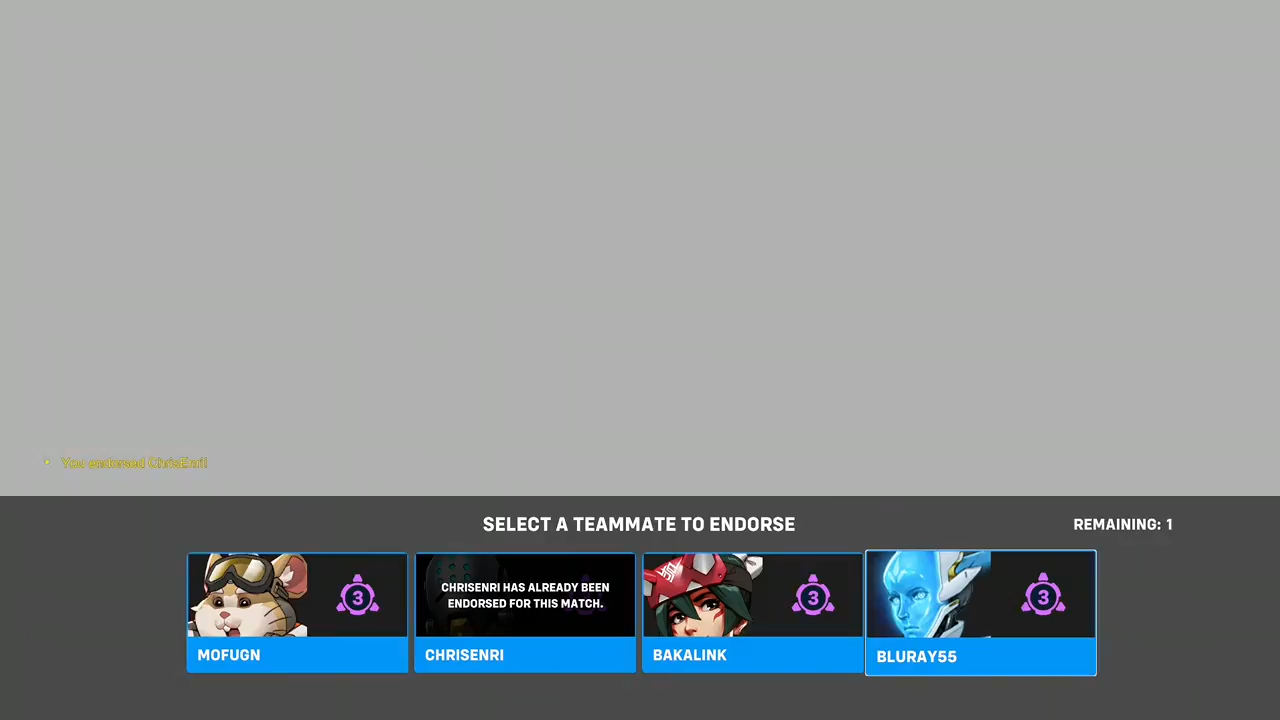 You endorsed ChrisEnri!
SELECT A TEAMMATE TO ENDORSE
REMAINING: 1
3
CHRISENRI HAS ALREADY BEEN
ENDORSED FOR THIS MATCH.
3
3
MOFUGN
CHRISENRI
BAKALINK
BLURAY55